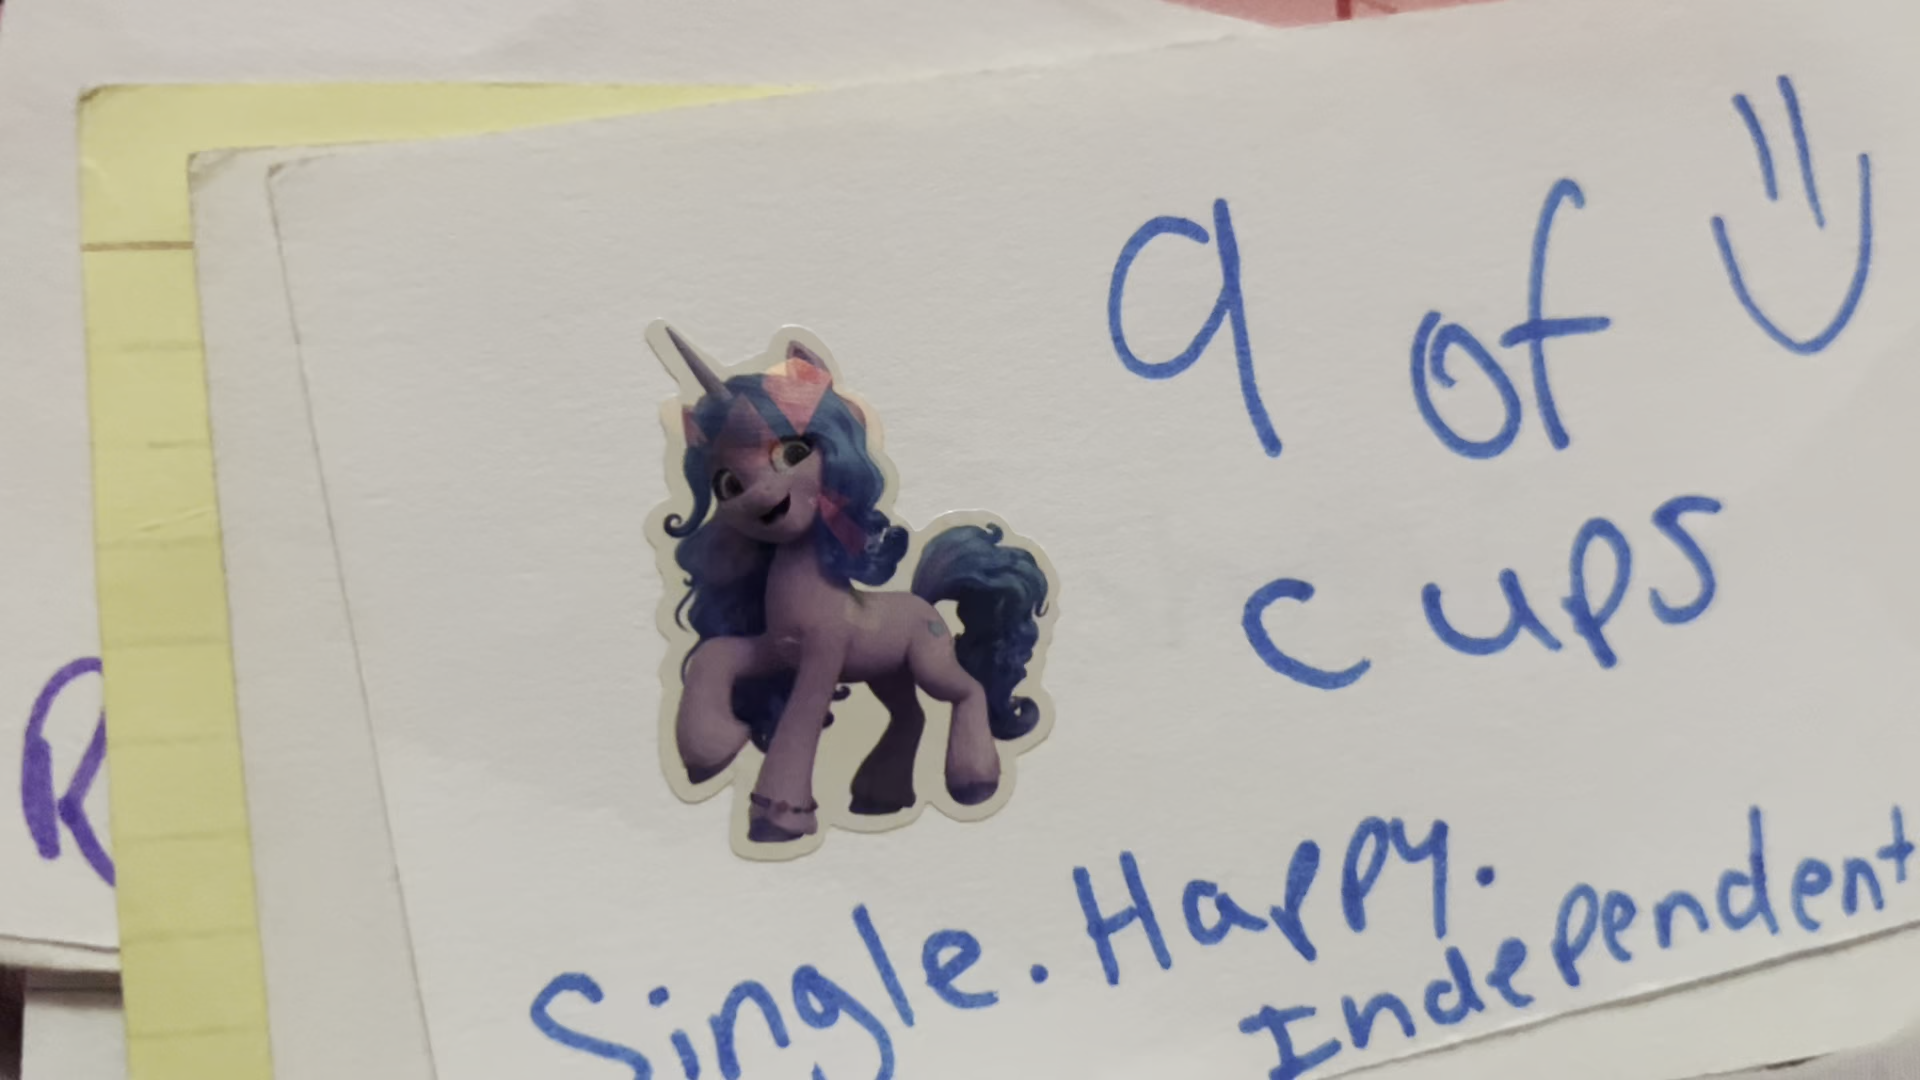 9 of
cups
Single. Happy.
Independent
R